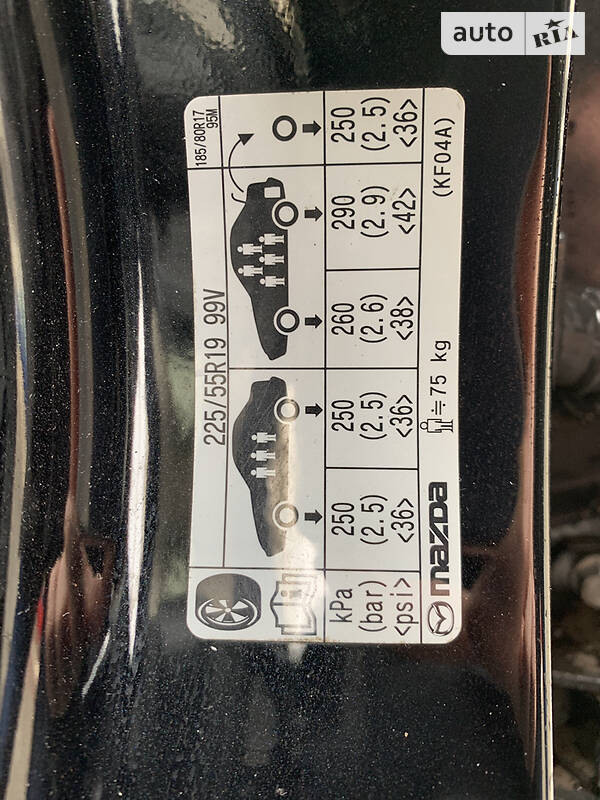 auto RIA
225/55R19 99V
185/80R17
95M
kPa 250 250 260 290 250
(bar) (2.5) (2.5) (2.6) (2.9) (2.5)
<psi> <36> <36> <38> <42> <36>
mazda ≒75 kg (KF04A)